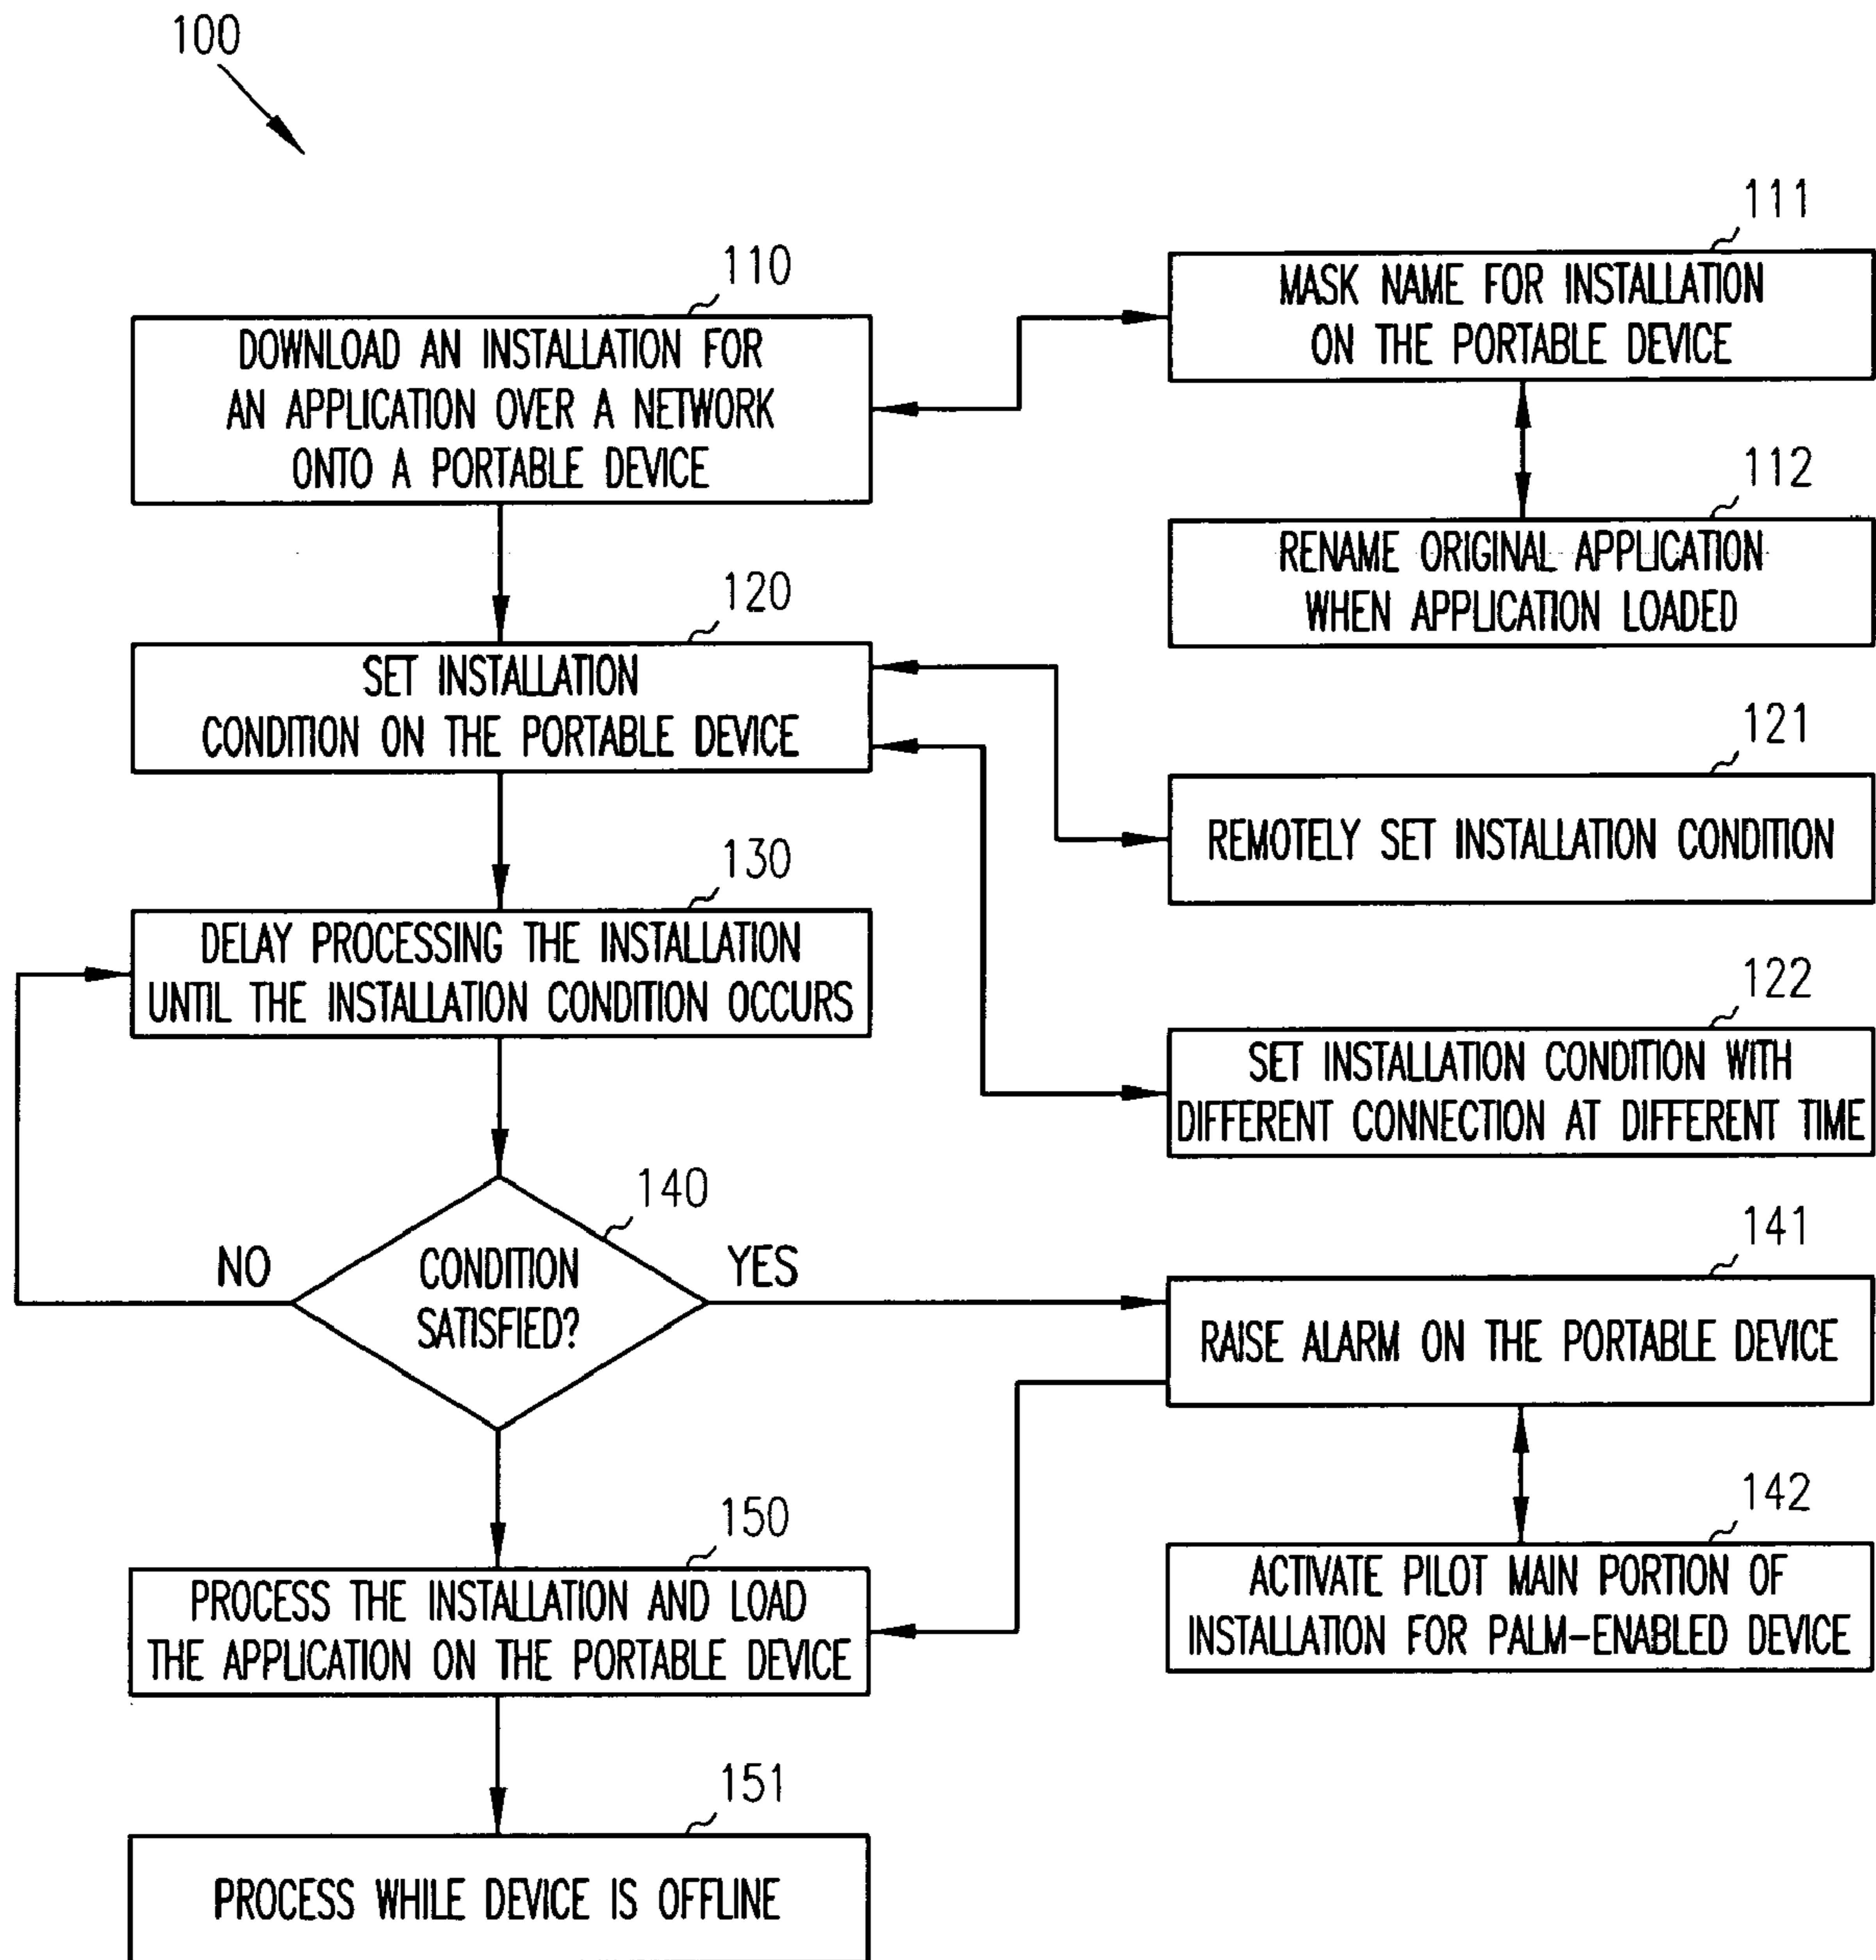 100
110
DOWNLOAD AN INSTALLATION FOR
AN APPLICATION OVER A NETWORK
ONTO A PORTABLE DEVICE
111
MASK NAME FOR INSTALLATION
ON THE PORTABLE DEVICE
112
RENAME ORIGINAL APPLICATION
WHEN APPLICATION LOADED
120
SET INSTALLATION
CONDITION ON THE PORTABLE DEVICE
121
REMOTELY SET INSTALLATION CONDITION
122
SET INSTALLATION CONDITION WITH
DIFFERENT CONNECTION AT DIFFERENT TIME
130
DELAY PROCESSING THE INSTALLATION
UNTIL THE INSTALLATION CONDITION OCCURS
140
NO
CONDITION
SATISFIED?
YES
141
RAISE ALARM ON THE PORTABLE DEVICE
142
ACTIVATE PILOT MAIN PORTION OF
INSTALLATION FOR PALM-ENABLED DEVICE
150
PROCESS THE INSTALLATION AND LOAD
THE APPLICATION ON THE PORTABLE DEVICE
151
PROCESS WHILE DEVICE IS OFFLINE